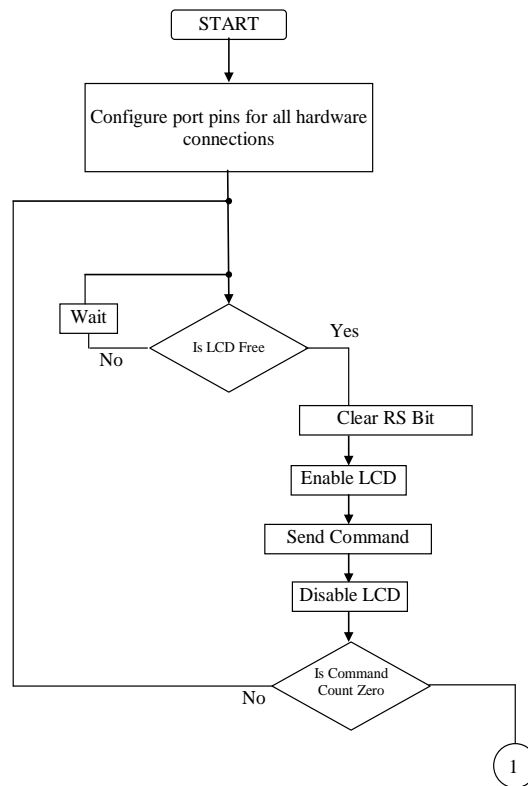 START
Configure port pins for all hardware
connections
Wait
Is LCD Free
Yes
No
Clear RS Bit
Enable LCD
Send Command
Disable LCD
Is Command
Count Zero
No
1